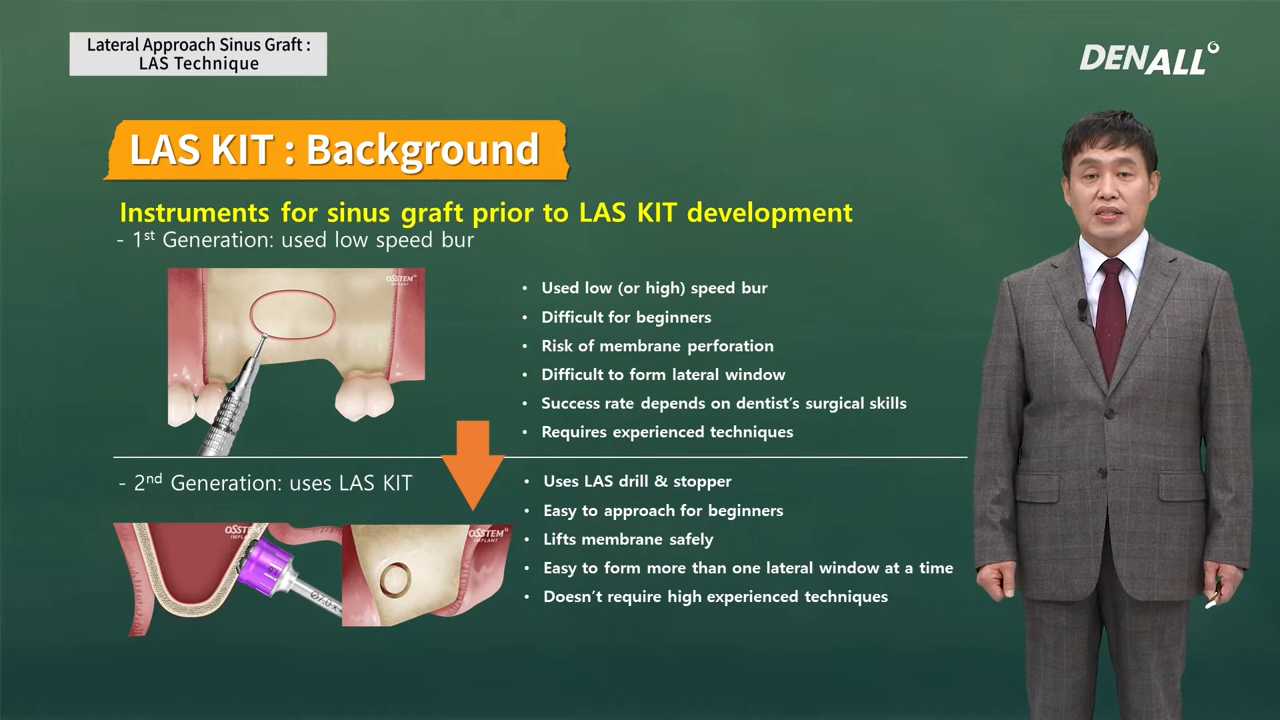 Lateral Approach Sinus Graft :
LAS Technique
DENALL
LAS KIT : Background
Instruments for sinus graft prior to LAS KIT development
- 1st Generation: used low speed bur
OSSTEM
IMPLANT
• Used low (or high) speed bur
• Difficult for beginners
• Risk of membrane perforation
• Difficult to form lateral window
• Success rate depends on dentist's surgical skills
• Requires experienced techniques
- 2nd Generation: uses LAS KIT
OSSTEM
IMPLANT
OSSTEM
IMPLANT
• Uses LAS drill & stopper
• Easy to approach for beginners
• Lifts membrane safely
• Easy to form more than one lateral window at a time
• Doesn't require high experienced techniques